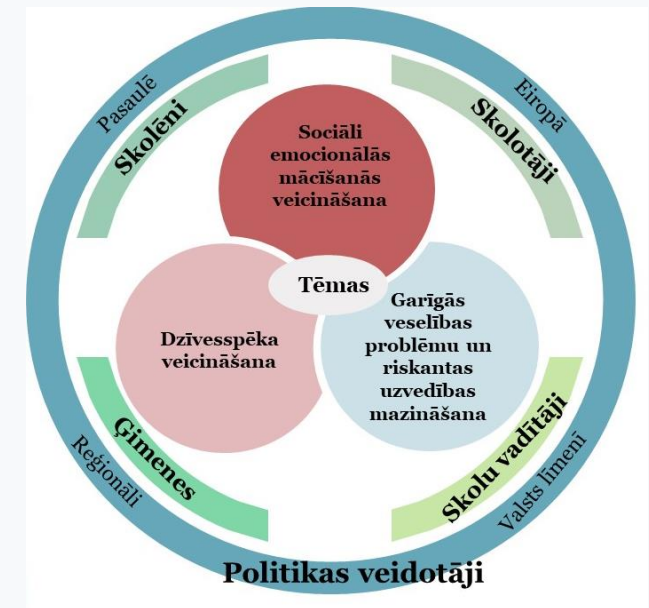 Pasaulē
Eiropā
Skolēni
Skolotāji
Sociāli
emocionālās
mācīšanās
veicināšana
Tēmas
Dzīvesspēka
veicināšana
Garīgās
veselības
problēmu un
riskantas
uzvedības
mazināšana
Ģimenes
Skolu vadītāji
Reģionāli
Valsts līmenī
Politikas veidotāji